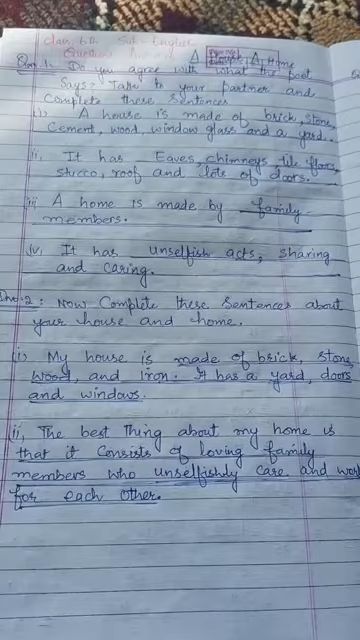 Class 6th Sub- English
Question A House, A Home
Que 1. Do you agree with what the poet
Says? Talk to your partner and
Complete these sentences
i) A house is made of brick, stone,
Cement, wood, window glass and a yard.
ii. It has Eaves, chimneys, tile floors,
stucco, roof and lots of doors.
iii A home is made by family
members.
iv. It has unselfish acts, sharing
and caring.
2: Now Complete these Sentences about
your house and home.
i) My house is made of brick, stone,
wood, and iron. It has a yard, doors
and windows.
ii, The best thing about my home is
that it consists of loving family
members who unselfishly care and work
for each other.